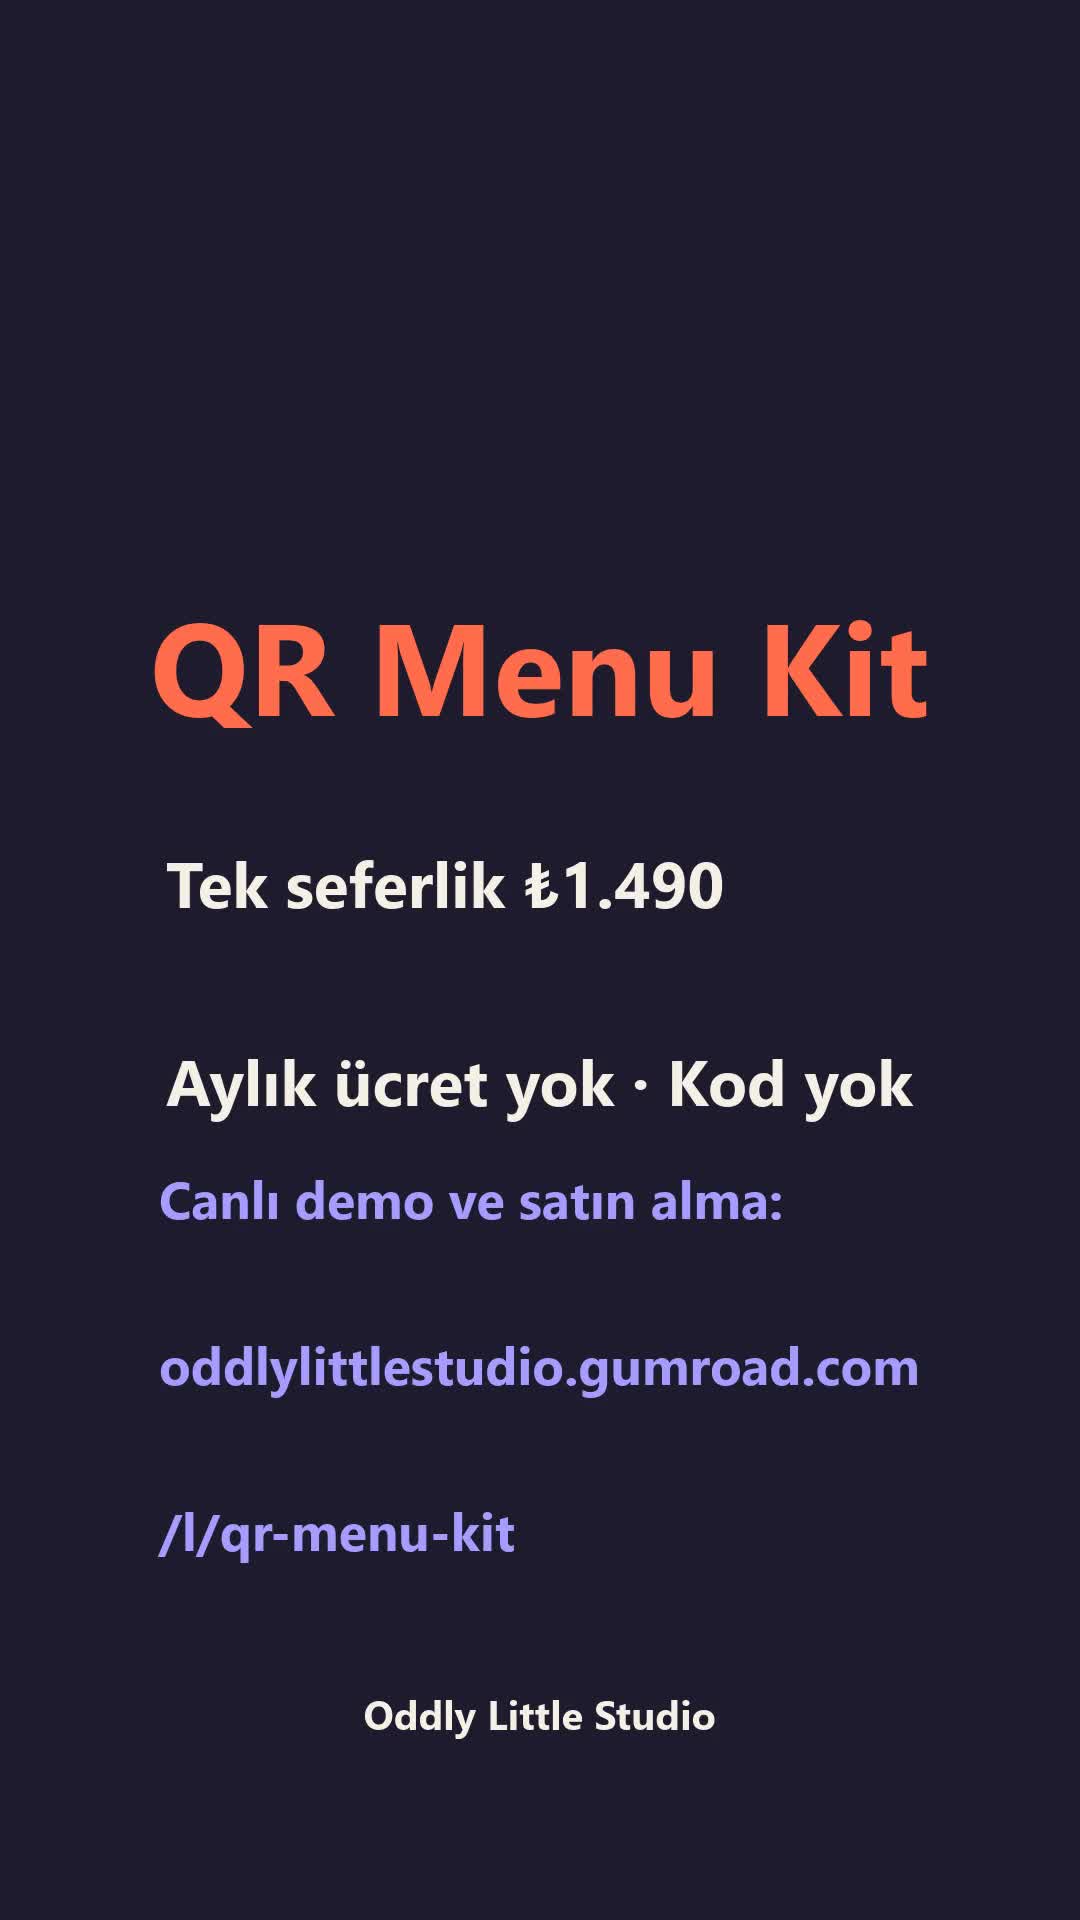 QR Menu Kit
Tek seferlik ₺1.490
Aylık ücret yok · Kod yok
Canlı demo ve satın alma:
oddlylittlestudio.gumroad.com
/l/qr-menu-kit
Oddly Little Studio